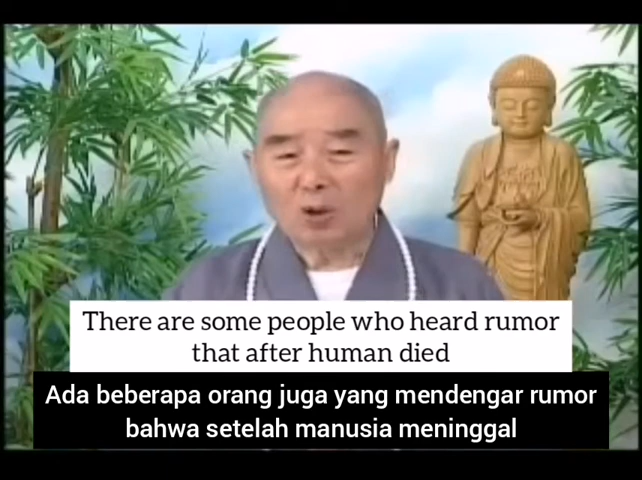 There are some people who heard rumor
that after human died
Ada beberapa orang juga yang mendengar rumor
bahwa setelah manusia meninggal